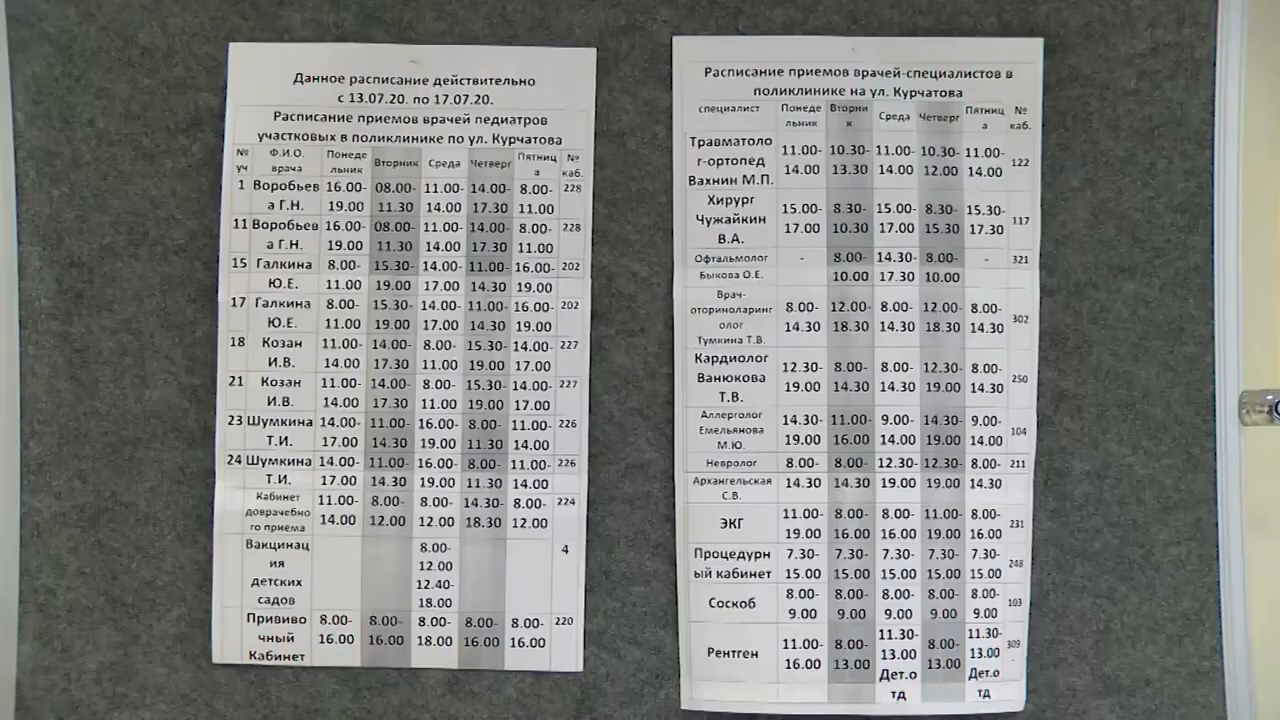 Данное расписание действительно
с 13.07.20. по 17.07.20.
Расписание приемов врачей педиатров
участковых в поликлинике по ул. Курчатова
№ уч Ф.И.О. врача Понеде льник Вторник Среда Четверг Пятниц а № каб.
1 Воробьев 16.00- 08.00- 11.00- 14.00- 8.00- 228
а Г.Н. 19.00 11.30 14.00 17.30 11.00
11 Воробьев 16.00- 08.00- 11.00- 14.00- 8.00- 228
а Г.Н. 19.00 11.30 14.00 17.30 11.00
15 Галкина 8.00- 15.30- 14.00- 11.00- 16.00- 202
Ю.Е. 11.00 19.00 17.00 14.30 19.00
17 Галкина 8.00- 15.30- 14.00- 11.00- 16.00- 202
Ю.Е. 11.00 19.00 17.00 14.30 19.00
18 Козан 11.00- 14.00- 8.00- 15.30- 14.00- 227
И.В. 14.00 17.30 11.00 19.00 17.00
21 Козан 11.00- 14.00- 8.00- 15.30- 14.00- 227
И.В. 14.00 17.30 11.00 19.00 17.00
23 Шумкина 14.00- 11.00- 16.00- 8.00- 11.00- 226
Т.И. 17.00 14.30 19.00 11.30 14.00
24 Шумкина 14.00- 11.00- 16.00- 8.00- 11.00- 226
Т.И. 17.00 14.30 19.00 11.30 14.00
Кабинет 11.00- 8.00- 8.00- 14.30- 8.00- 224
доврачебно
го приема 14.00 12.00 12.00 18.30 12.00
Вакцинац 8.00- 4
ия 12.00
детских 12.40-
садов 18.00
Прививо 8.00- 8.00- 8.00- 8.00- 8.00- 220
чный 16.00 16.00 18.00 16.00 16.00
Кабинет
Расписание приемов врачей-специалистов в
поликлинике на ул. Курчатова
специалист Понеде льник Вторни к Среда Четверг Пятниц а № каб.
Травматоло 11.00- 10.30- 11.00- 10.30- 11.00- 122
г-ортопед 14.00 13.30 14.00 12.00 14.00
Вахнин М.П.
Хирург 15.00- 8.30- 15.00- 8.30- 15.30- 117
Чужайкин 17.00 10.30 17.00 15.30 17.30
В.А.
Офтальмолог - 8.00- 14.30- 8.00- - 321
Быкова О.Е. 10.00 17.30 10.00
Врач-
оториноларинг 8.00- 12.00- 8.00- 12.00- 8.00- 302
олог 14.30 18.30 14.30 18.30 14.30
Тумкина Т.В.
Кардиолог 12.30- 8.00- 8.00- 12.30- 8.00- 250
Ванюкова 19.00 14.30 14.30 19.00 14.30
Т.В.
Аллерголог 14.30- 11.00- 9.00- 14.30- 9.00- 104
Емельянова 19.00 16.00 14.00 19.00 14.00
М.Ю.
Невролог 8.00- 8.00- 12.30- 12.30- 8.00- 211
Архангельская 14.30 14.30 19.00 19.00 14.30
С.В.
ЭКГ 11.00- 8.00- 8.00- 11.00- 8.00- 231
19.00 16.00 16.00 19.00 16.00
Процедурн 7.30- 7.30- 7.30- 7.30- 7.30- 248
ый кабинет 15.00 15.00 15.00 15.00 15.00
Соскоб 8.00- 8.00- 8.00- 8.00- 8.00- 103
9.00 9.00 9.00 9.00 9.00
Рентген 11.00- 8.00- 11.30- 8.00- 11.30- 309
16.00 13.00 13.00 13.00 13.00 -
Дет.о Дет.о
тд тд